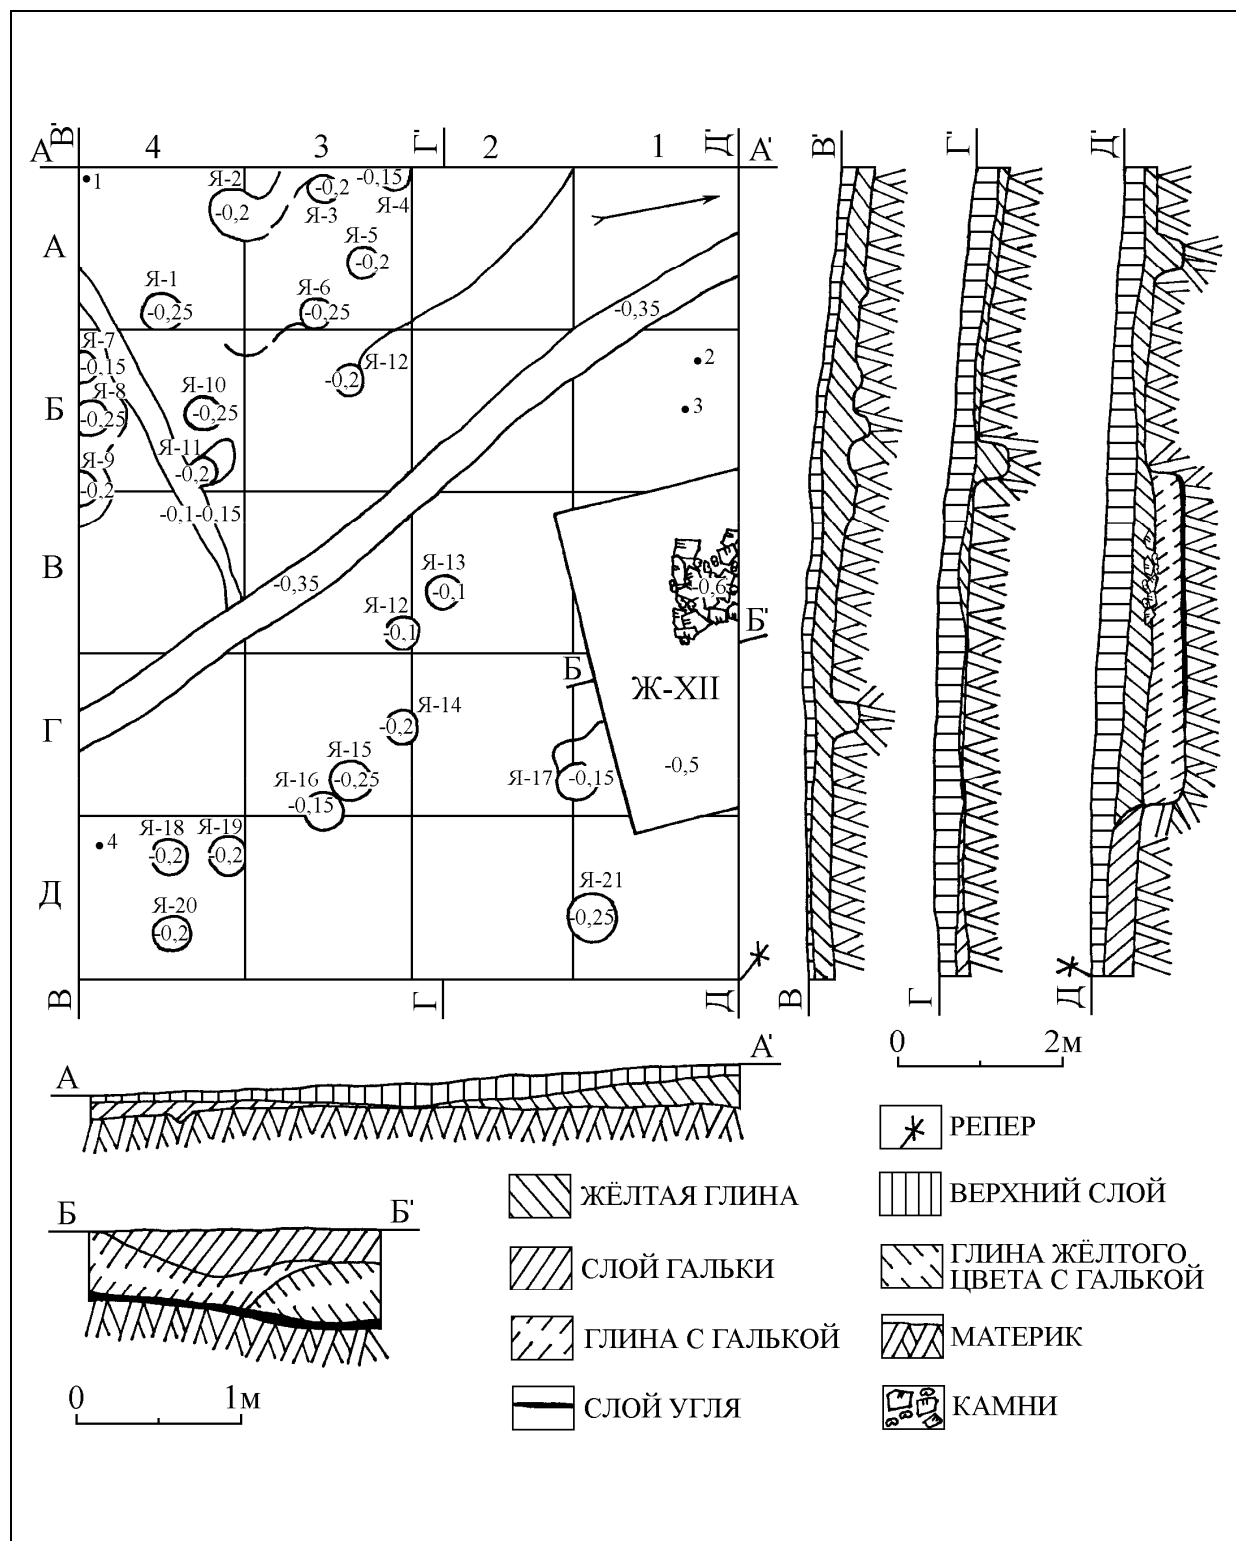 В' 4 3 Г' 2 1 Д'
А А'
В' Г' Д'
1
Я-2 -0,2 -0,15
-0,2 Я-3 Я-4
А
Я-5 -0,2
Я-1 Я-6
-0,25 -0,25 -0,35
Я-7
-0,15 Я-12 2
-0,2
Я-8 Я-10
Б -0,25 -0,25 3
Я-11
Я-9 -0,2
-0,2
-0,1-0,15
В Я-13
-0,35 -0,1 -0,6
Я-12 Б'
-0,1
Б Ж-XII
Г Я-14
-0,2
Я-15
Я-16 -0,25 Я-17 -0,15 -0,5
-0,15
4 Я-18 Я-19
-0,2 -0,2
Д Я-21
Я-20 -0,25
-0,2
В Г Д
В Г Д
0 2м
А А'
Б Б'
0 1м
РЕПЕР
ЖЁЛТАЯ ГЛИНА
ВЕРХНИЙ СЛОЙ
СЛОЙ ГАЛЬКИ
ГЛИНА ЖЁЛТОГО
ЦВЕТА С ГАЛЬКОЙ
ГЛИНА С ГАЛЬКОЙ
МАТЕРИК
СЛОЙ УГЛЯ
КАМНИ